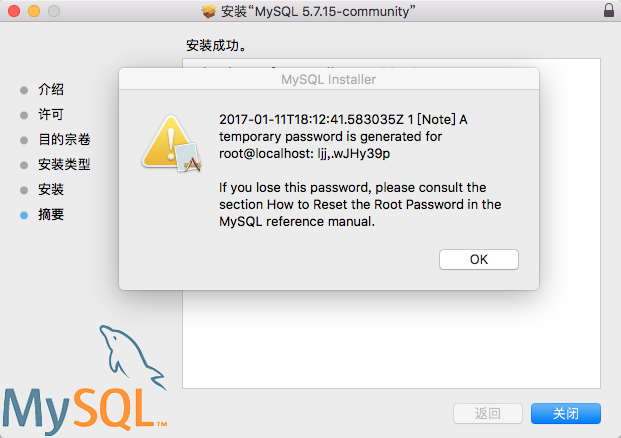 安装“MySQL 5.7.15-community”
安装成功。
MySQL Installer
介绍
许可
目的宗卷
安装类型
安装
摘要
2017-01-11T18:12:41.583035Z 1 [Note] A
temporary password is generated for
root@localhost: ljj,.wJHy39p
If you lose this password, please consult the
section How to Reset the Root Password in the
MySQL reference manual.
OK
MySQL™
返回
关闭